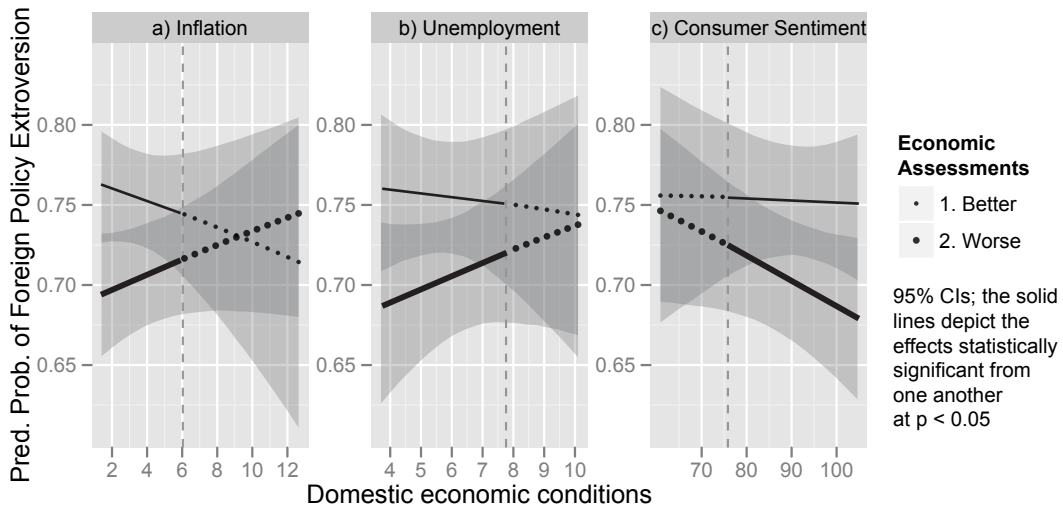 Pred. Prob. of Foreign Policy Extroversion
a) Inflation
b) Unemployment
c) Consumer Sentiment
0.80
0.75
0.70
0.65
0.80
0.75
0.70
0.65
0.80
0.75
0.70
0.65
2 4 6 8 10 12
4 5 6 7 8 9 10
70 80 90 100
Domestic economic conditions
Economic
Assessments
1. Better
2. Worse
95% CIs; the solid
lines depict the
effects statistically
significant from
one another
at p < 0.05